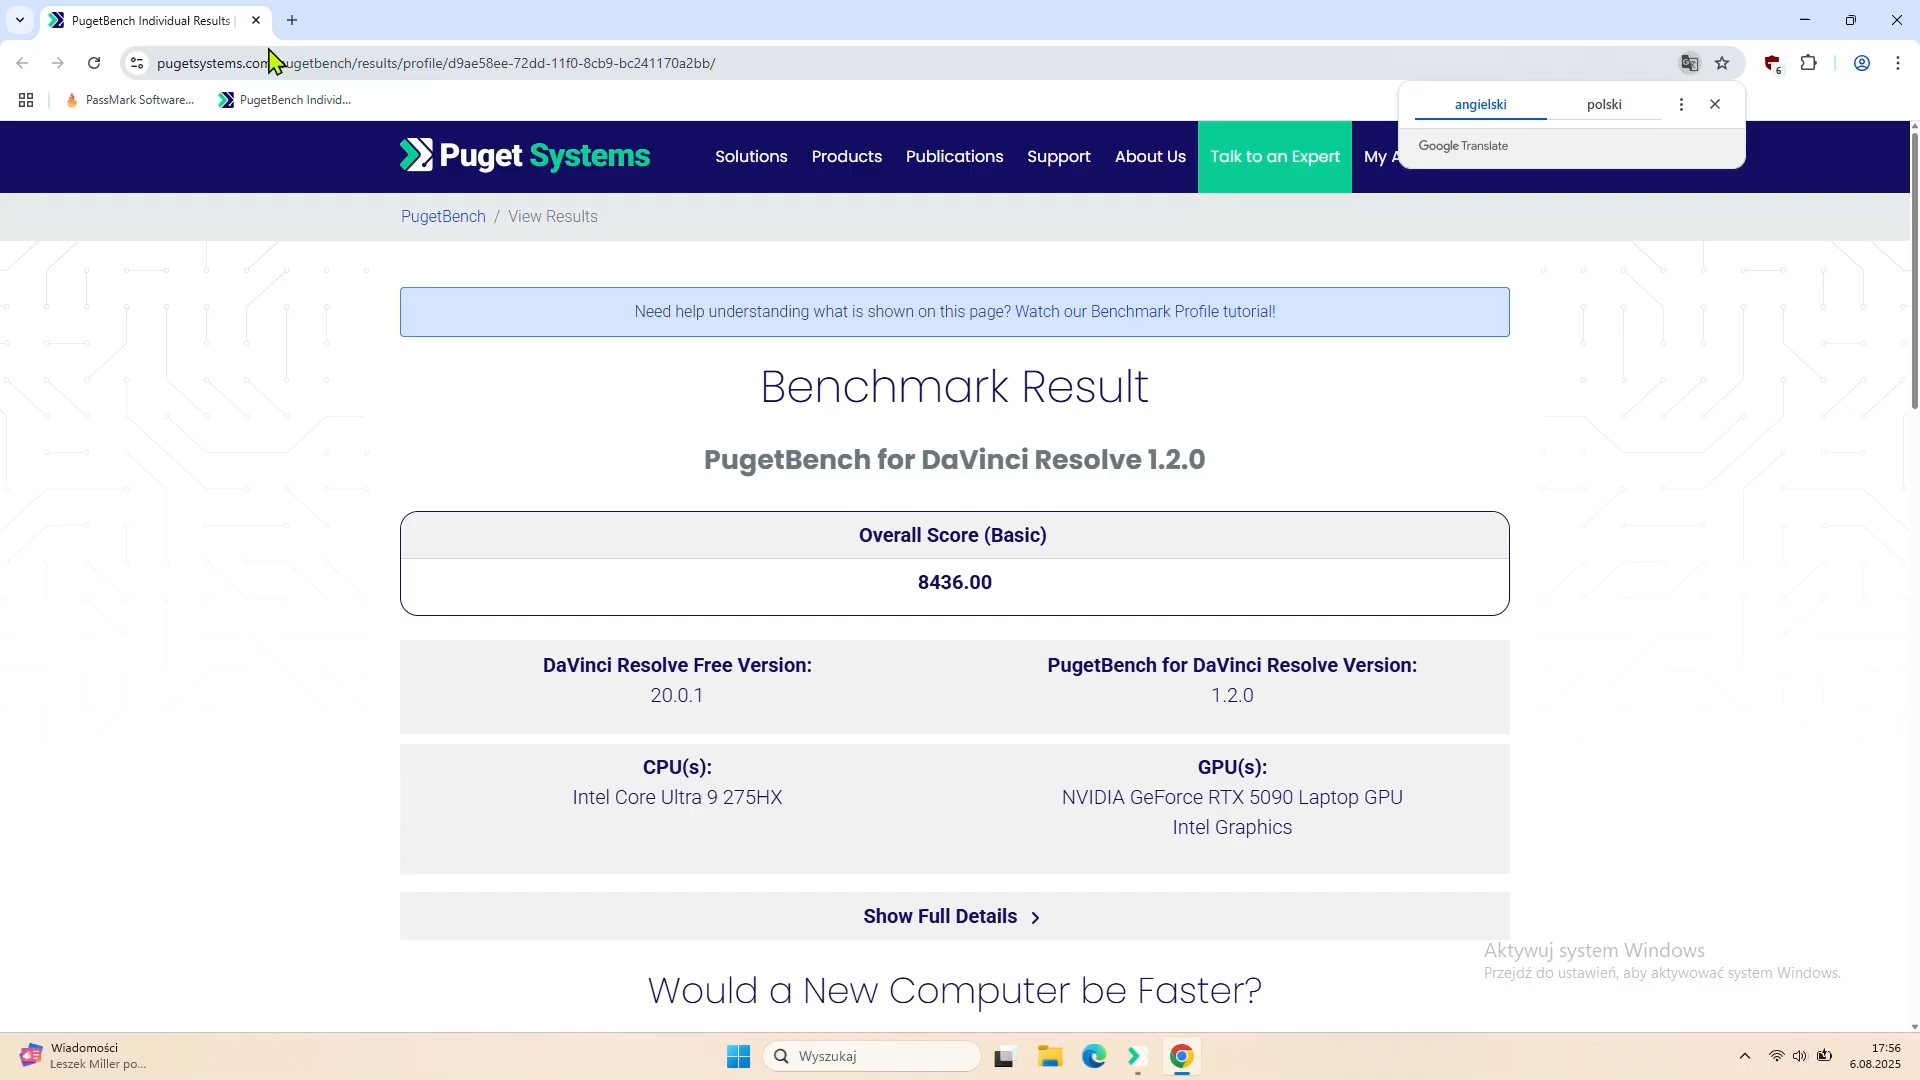 PugetBench Individual Results |
pugetsystems.com
ugetbench/results/profile/d9ae58ee-72dd-11f0-8cb9-bc241170a2bb/
6
PassMark Software...
PugetBench Individ...
angielski
polski
Google Translate
Puget Systems
Solutions
Products
Publications
Support
About Us
Talk to an Expert
My A
PugetBench / View Results
Need help understanding what is shown on this page? Watch our Benchmark Profile tutorial!
Benchmark Result
PugetBench for DaVinci Resolve 1.2.0
Overall Score (Basic)
8436.00
DaVinci Resolve Free Version:
20.0.1
PugetBench for DaVinci Resolve Version:
1.2.0
CPU(s):
Intel Core Ultra 9 275HX
GPU(s):
NVIDIA GeForce RTX 5090 Laptop GPU
Intel Graphics
Show Full Details
Would a New Computer be Faster?
Aktywuj system Windows
Przejdź do ustawień, aby aktywować system Windows.
Wiadomości
Leszek Miller po...
Wyszukaj
17:56
6.08.2025